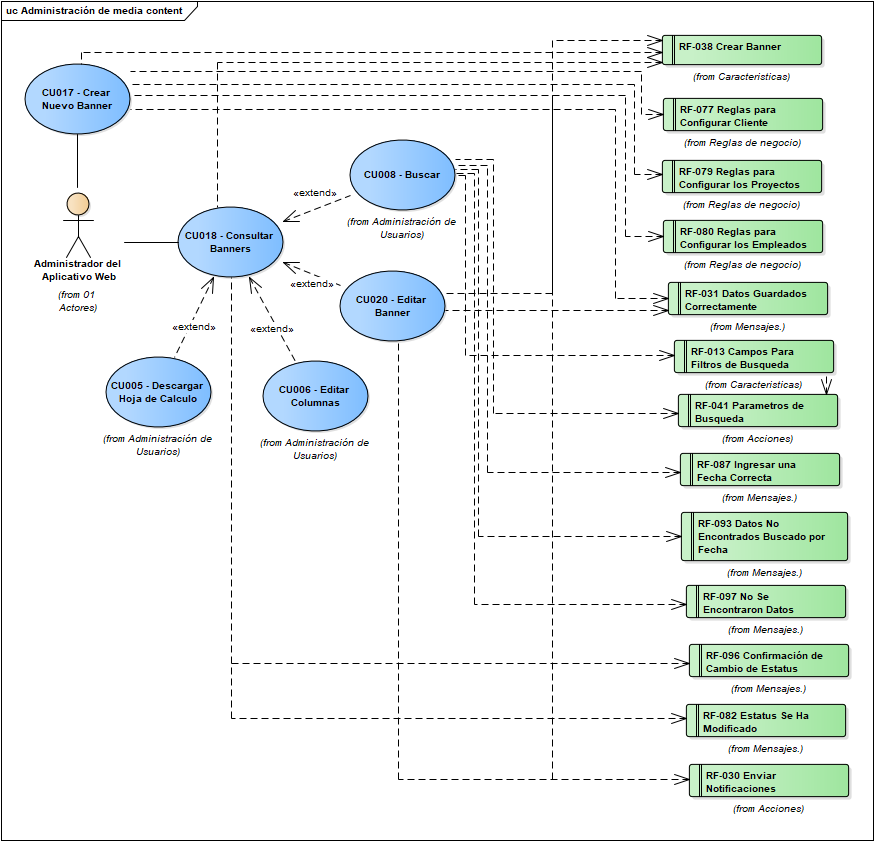 uc Administración de media content
CU017 - Crear
Nuevo Banner
Administrador del
Aplicativo Web
(from 01
Actores)
CU018 - Consultar
Banners
CU008 - Buscar
(from Administración de
Usuarios)
«extend»
CU020 - Editar
Banner
«extend»
«extend»
«extend»
CU005 - Descargar
Hoja de Calculo
(from Administración de
Usuarios)
CU006 - Editar
Columnas
(from Administración de
Usuarios)
RF-038 Crear Banner
(from Caracteristicas)
RF-077 Reglas para
Configurar Cliente
(from Reglas de negocio)
RF-079 Reglas para
Configurar los Proyectos
(from Reglas de negocio)
RF-080 Reglas para
Configurar los Empleados
(from Reglas de negocio)
RF-031 Datos Guardados
Correctamente
(from Mensajes.)
RF-013 Campos Para
Filtros de Busqueda
(from Caracteristicas)
RF-041 Parametros de
Busqueda
(from Acciones)
RF-087 Ingresar una
Fecha Correcta
(from Mensajes.)
RF-093 Datos No
Encontrados Buscado por
Fecha
(from Mensajes.)
RF-097 No Se
Encontraron Datos
(from Mensajes.)
RF-096 Confirmación de
Cambio de Estatus
(from Mensajes.)
RF-082 Estatus Se Ha
Modificado
(from Mensajes.)
RF-030 Enviar
Notificaciones
(from Acciones)